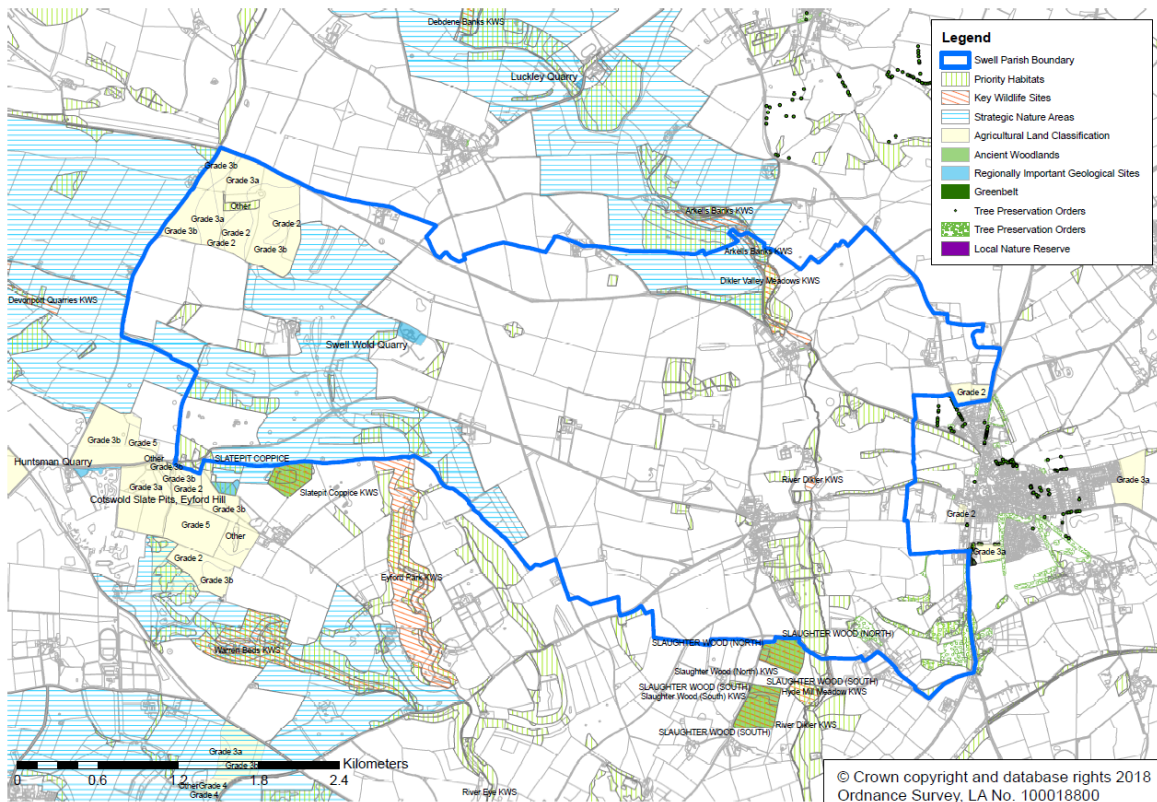 Debdene Banks KWS
Luckley Quarry
Legend
Swell Parish Boundary
Priority Habitats
Key Wildlife Sites
Strategic Nature Areas
Agricultural Land Classification
Ancient Woodlands
Regionally Important Geological Sites
Greenbelt
Tree Preservation Orders
Tree Preservation Orders
Local Nature Reserve
Grade 3b
Grade 3a
Other
Grade 3a
Grade 2
Grade 3b
Grade 2
Grade 2
Grade 3b
Arkells Banks KWS
Arkells Banks KWS
Dikler Valley Meadows KWS
Devonport Quarries KWS
Swell Wold Quarry
Grade 2
Grade 3b
Grade 5
Other
SLATEPIT COPPICE
Huntsman Quarry
Grade 3b
Grade 3b
Grade 3a
Grade 2
Slatepit Coppice KWS
Cotswold Slate Pits, Eyford Hill
Grade 3b
Grade 5
Other
River Dikler KWS
Grade 3a
Grade 2
Grade 3a
Grade 2
Grade 3b
Eyford Park KWS
Warren Beds KWS
SLAUGHTER WOOD (NORTH)
SLAUGHTER WOOD (NORTH)
Slaughter Wood (North) KWS
SLAUGHTER WOOD (SOUTH)
SLAUGHTER WOOD (SOUTH)
Slaughter Wood (South) KWS
Hyde Mill Meadow KWS
River Dikler KWS
SLAUGHTER WOOD (SOUTH)
Grade 3a
Grade 3b
Kilometers
0 0.6 1.2 1.8 2.4
Other
Grade 4
Grade 4
River Eye KWS
© Crown copyright and database rights 2018
Ordnance Survey, LA No. 100018800